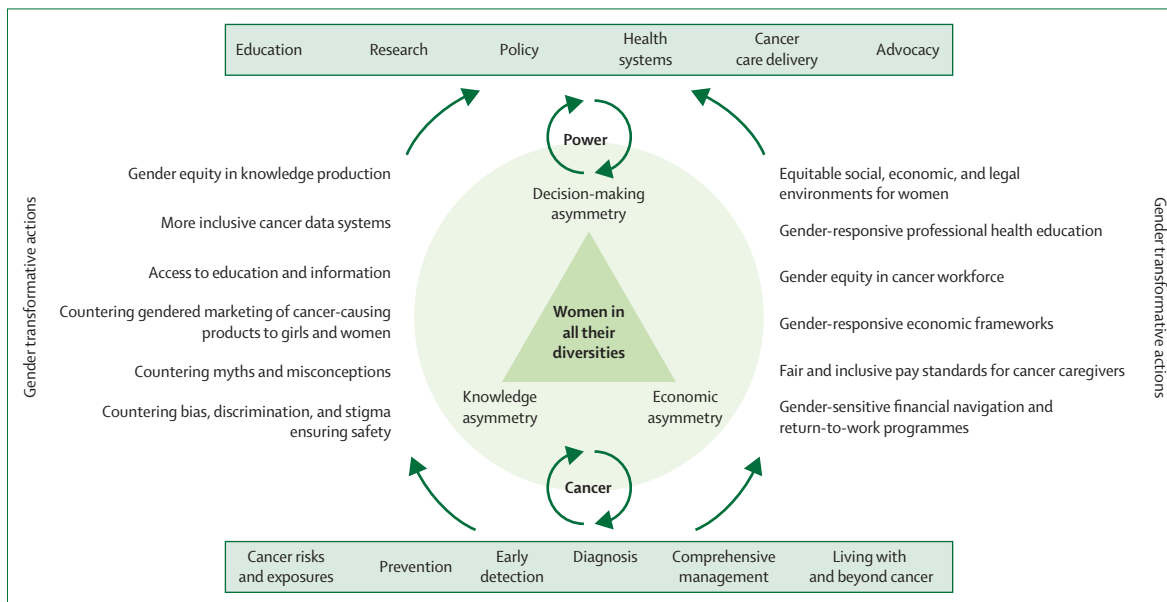 Education
Research
Policy
Health
systems
Cancer
care delivery
Advocacy
Power
Decision-making
asymmetry
Gender transformative actions
Gender equity in knowledge production
More inclusive cancer data systems
Access to education and information
Countering gendered marketing of cancer-causing
products to girls and women
Countering myths and misconceptions
Countering bias, discrimination, and stigma
ensuring safety
Women in
all their
diversities
Knowledge
asymmetry
Economic
asymmetry
Equitable social, economic, and legal
environments for women
Gender-responsive professional health education
Gender equity in cancer workforce
Gender-responsive economic frameworks
Fair and inclusive pay standards for cancer caregivers
Gender-sensitive financial navigation and
return-to-work programmes
Gender transformative actions
Cancer
Cancer risks
and exposures
Prevention
Early
detection
Diagnosis
Comprehensive
management
Living with
and beyond cancer